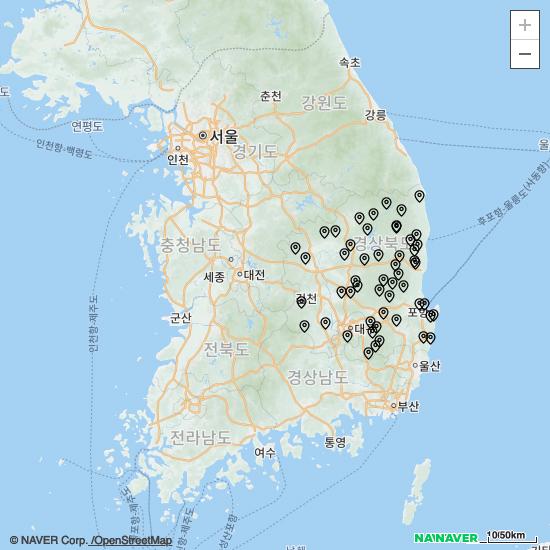 +
−
속초
춘천
강원도
강릉
도
연평도
서울
인천
인천항-백령도
경기도
울
후포항-울릉도(사동항)
충청남도
경상북도
세종
대전
군산
전북도
포항
대구
경상남도
울산
부산
전라남도
여수
통영
인천항-제주도
© NAVER Corp. /OpenStreetMap
NAVER
10/50km